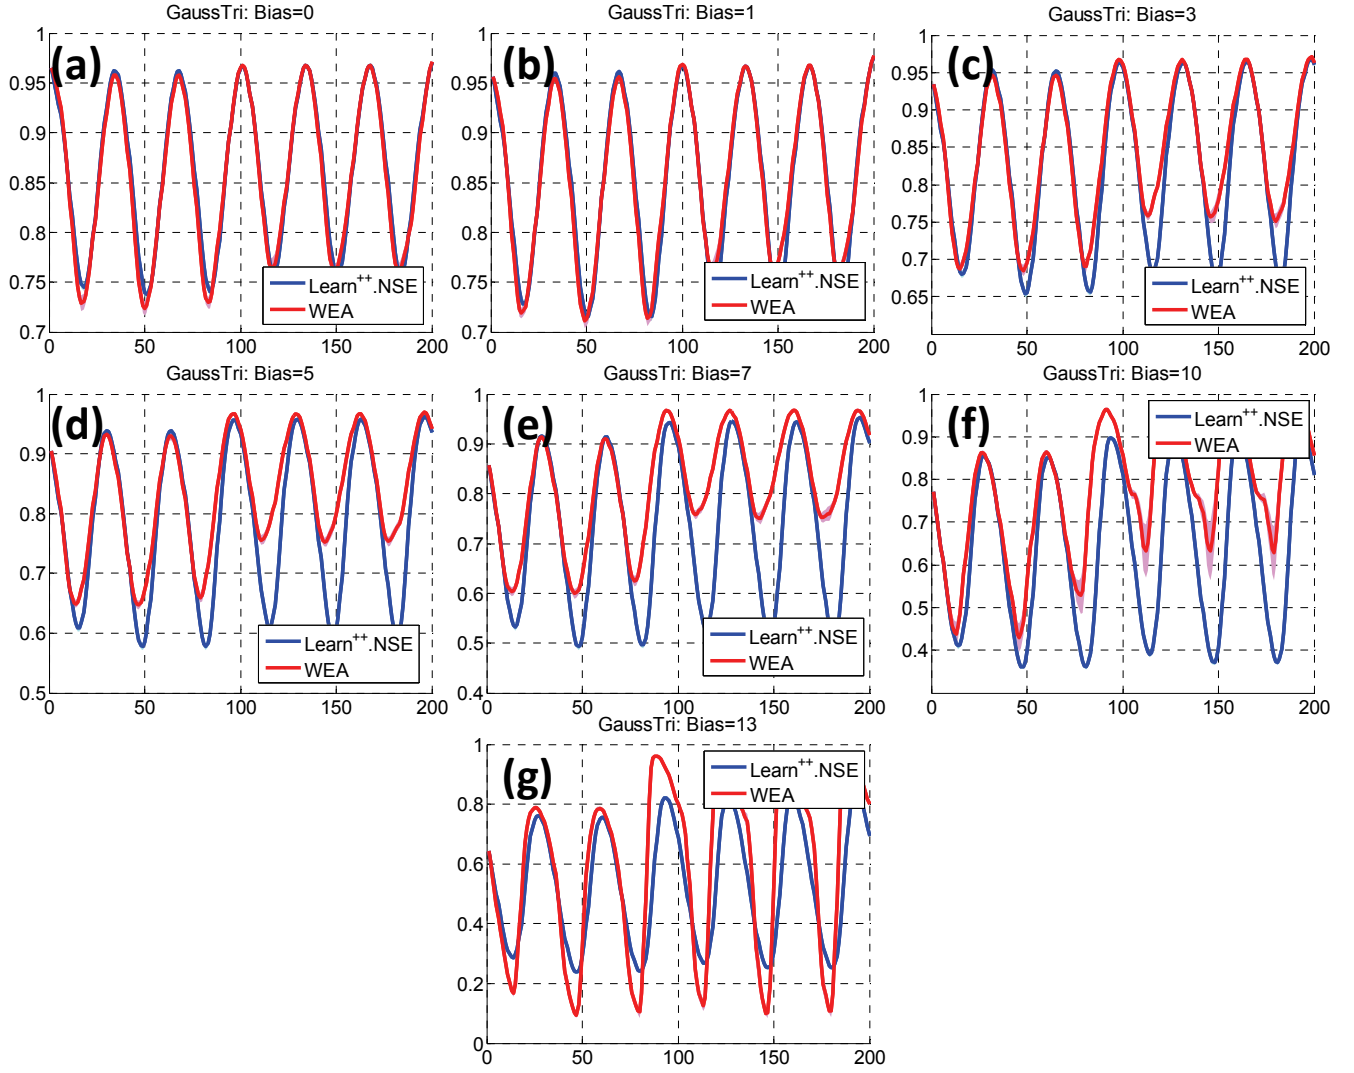 GaussTri: Bias=0
(a)
1
0.95
0.9
0.85
0.8
0.75
0.7
0 50 100 150 200
Learn++.NSE
WEA
GaussTri: Bias=1
(b)
1
0.95
0.9
0.85
0.8
0.75
0.7
0 50 100 150 200
Learn++.NSE
WEA
GaussTri: Bias=3
(c)
1
0.95
0.9
0.85
0.8
0.75
0.7
0.65
0 50 100 150 200
Learn++.NSE
WEA
GaussTri: Bias=5
(d)
1
0.9
0.8
0.7
0.6
0.5
0 50 100 150 200
Learn++.NSE
WEA
GaussTri: Bias=7
(e)
1
0.9
0.8
0.7
0.6
0.5
0.4
0 50 100 150 200
Learn++.NSE
WEA
GaussTri: Bias=10
(f)
1
0.9
0.8
0.7
0.6
0.5
0.4
0 50 100 150 200
Learn++.NSE
WEA
GaussTri: Bias=13
(g)
1
0.8
0.6
0.4
0.2
0
0 50 100 150 200
Learn++.NSE
WEA